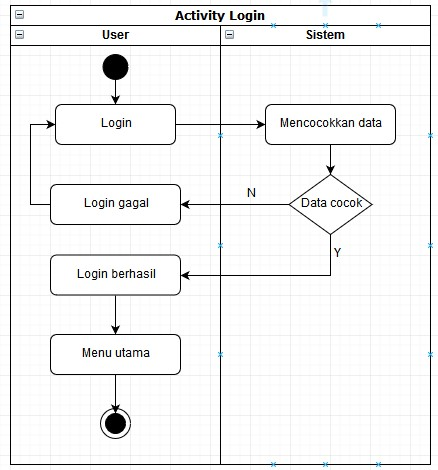 Activity Login
User
Sistem
Login
Mencocokkan data
Login gagal
N
Data cocok
Y
Login berhasil
Menu utama